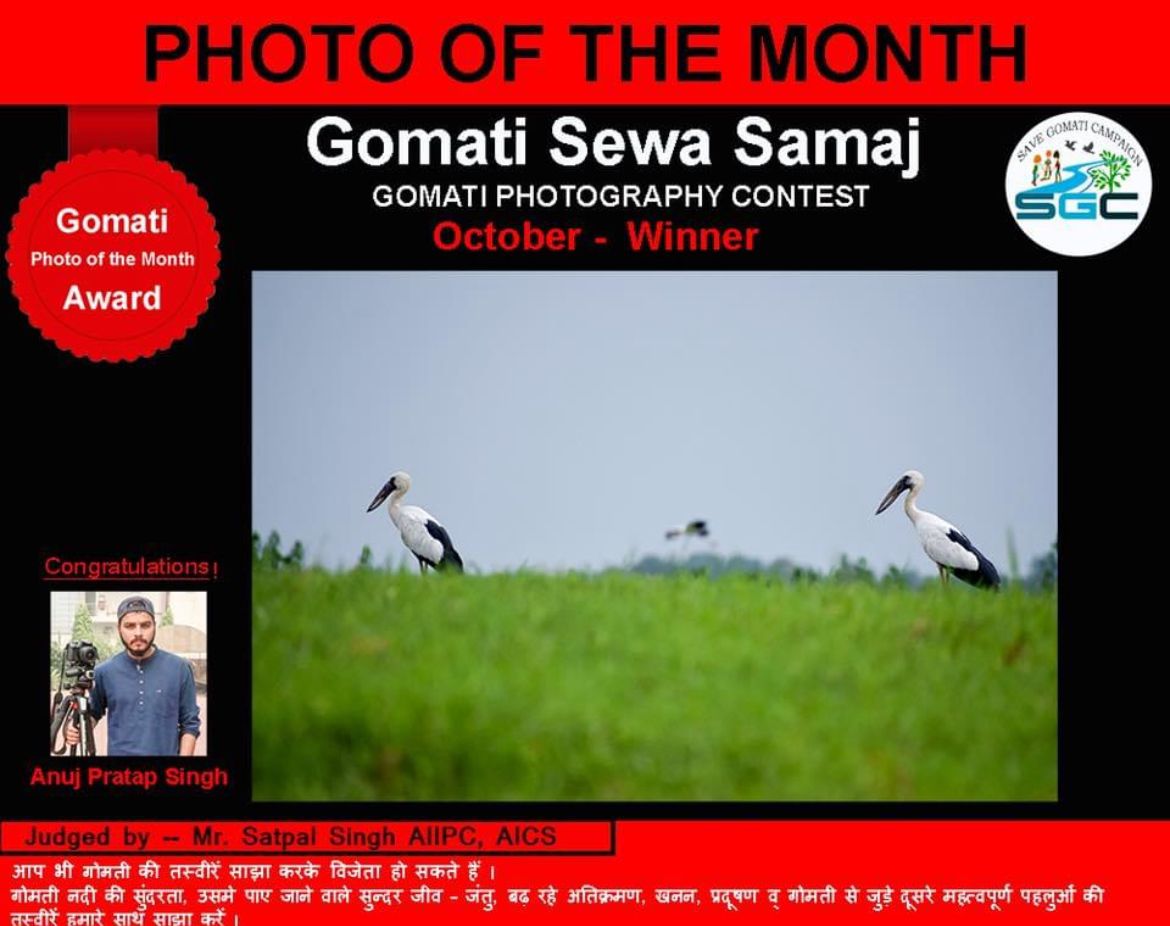 PHOTO OF THE MONTH
Gomati Sewa Samaj
GOMATI PHOTOGRAPHY CONTEST
October - Winner
SAVE GOMATI CAMPAIGN
SGC
Gomati
Photo of the Month
Award
Congratulations!
Anuj Pratap Singh
Judged by -- Mr. Satpal Singh AIIPC, AICS
आप भी गोमती की तस्वीरें साझा करके विजेता हो सकते हैं ।
गोमती नदी की सुंदरता, उसमे पाए जाने वाले सुन्दर जीव - जंतु, बढ़ रहे अतिक्रमण, खनन, प्रदूषण व् गोमती से जुड़े दूसरे महत्वपूर्ण पहलुओं की
तस्वीरें हमारे साथ साझा करें ।